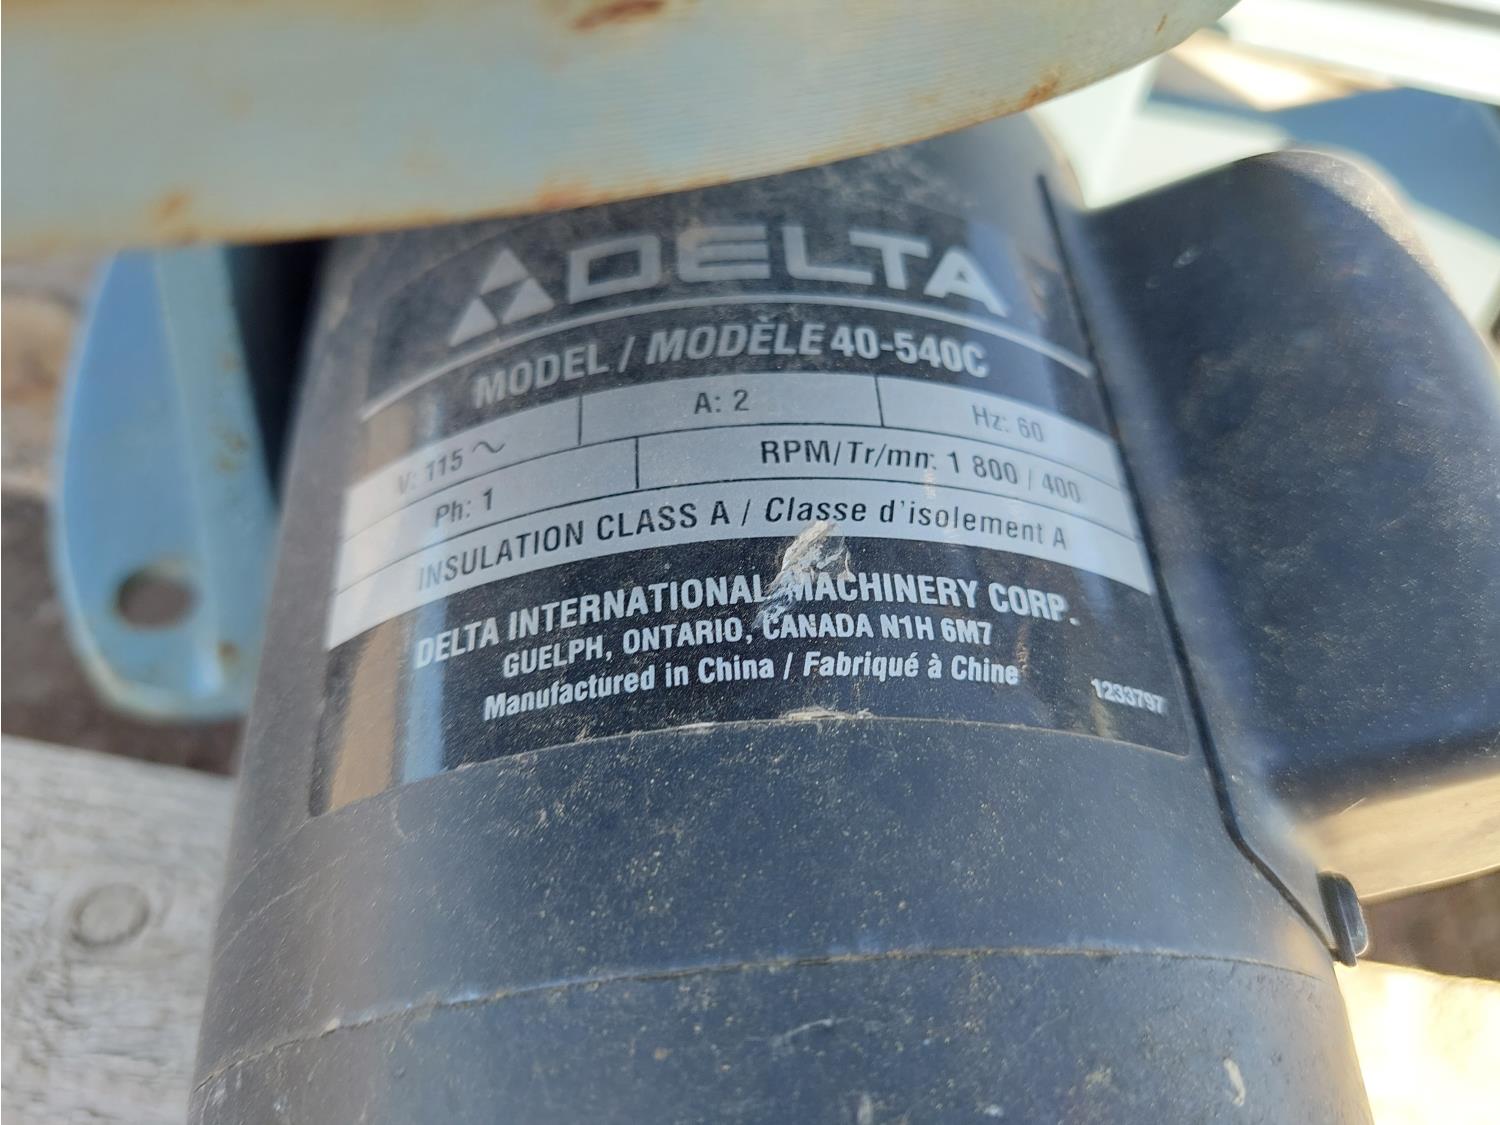 DELTA
MODEL / MODÈLE 40-540C
V: 115 ~ A: 2 Hz: 60
Ph: 1 RPM/Tr/mn: 1 800 / 400
INSULATION CLASS A / Classe d'isolement A
DELTA INTERNATIONAL MACHINERY CORP.
GUELPH, ONTARIO, CANADA N1H 6M7
Manufactured in China / Fabriqué à Chine
1233797